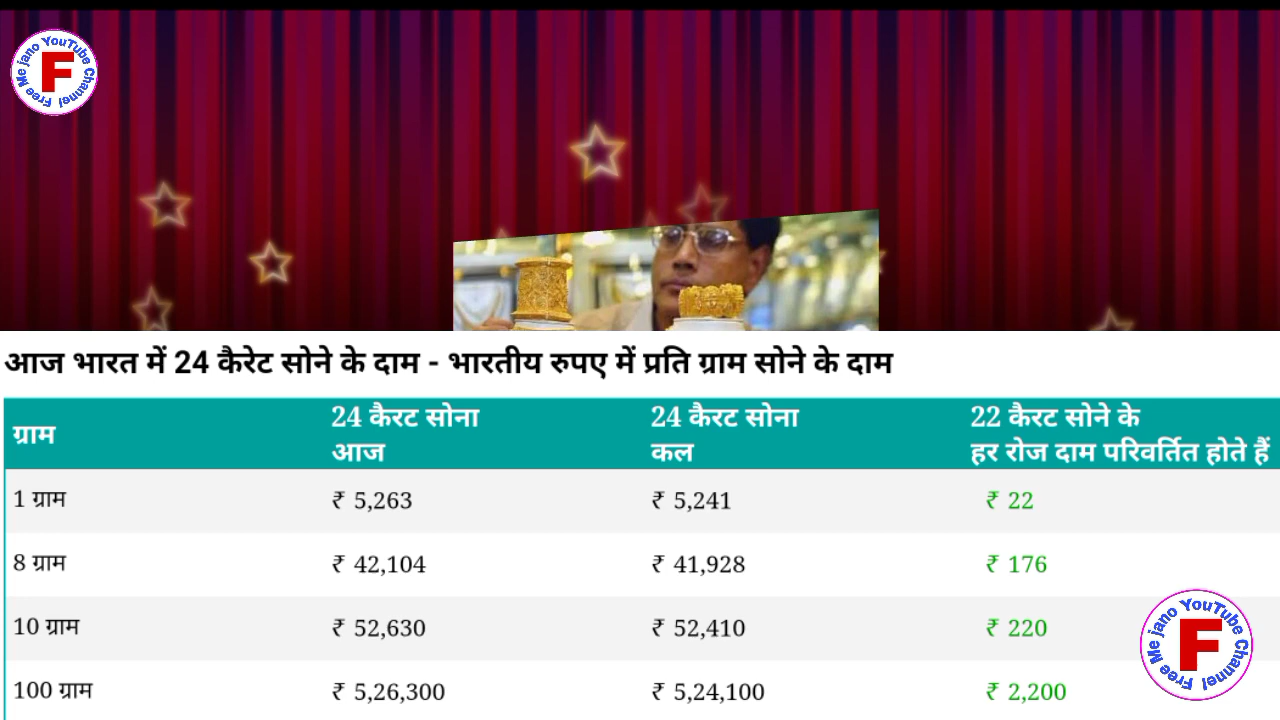 Free Me jano YouTube Channel
F
आज भारत में 24 कैरेट सोने के दाम - भारतीय रुपए में प्रति ग्राम सोने के दाम
ग्राम 24 कैरट सोना आज 24 कैरट सोना कल 22 कैरट सोने के हर रोज दाम परिवर्तित होते हैं
1 ग्राम ₹ 5,263 ₹ 5,241 ₹ 22
8 ग्राम ₹ 42,104 ₹ 41,928 ₹ 176
10 ग्राम ₹ 52,630 ₹ 52,410 ₹ 220
100 ग्राम ₹ 5,26,300 ₹ 5,24,100 ₹ 2,200
Free Me jano YouTube Channel
F